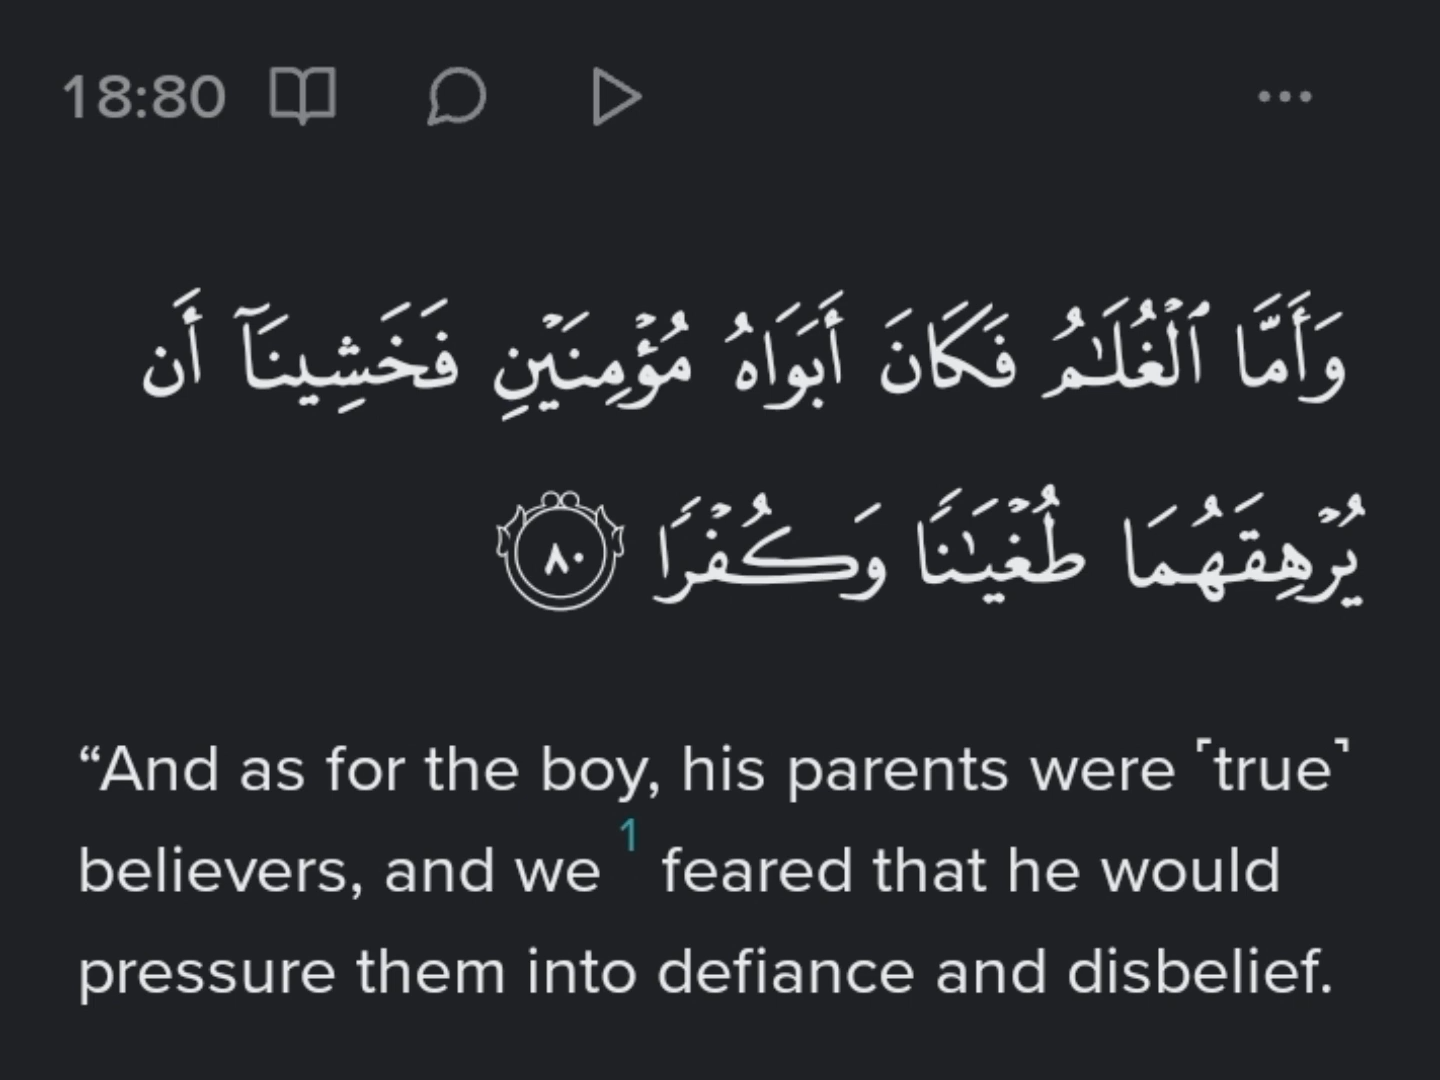 18:80
وَأَمَّا ٱلْغُلَـٰمُ فَكَانَ أَبَوَاهُ مُؤْمِنَيْنِ فَخَشِينَآ أَن
يُرْهِقَهُمَا طُغْيَـٰنًا وَكُفْرًا ٨٠
“And as for the boy, his parents were ˹true˺
believers, and we 1 feared that he would
pressure them into defiance and disbelief.